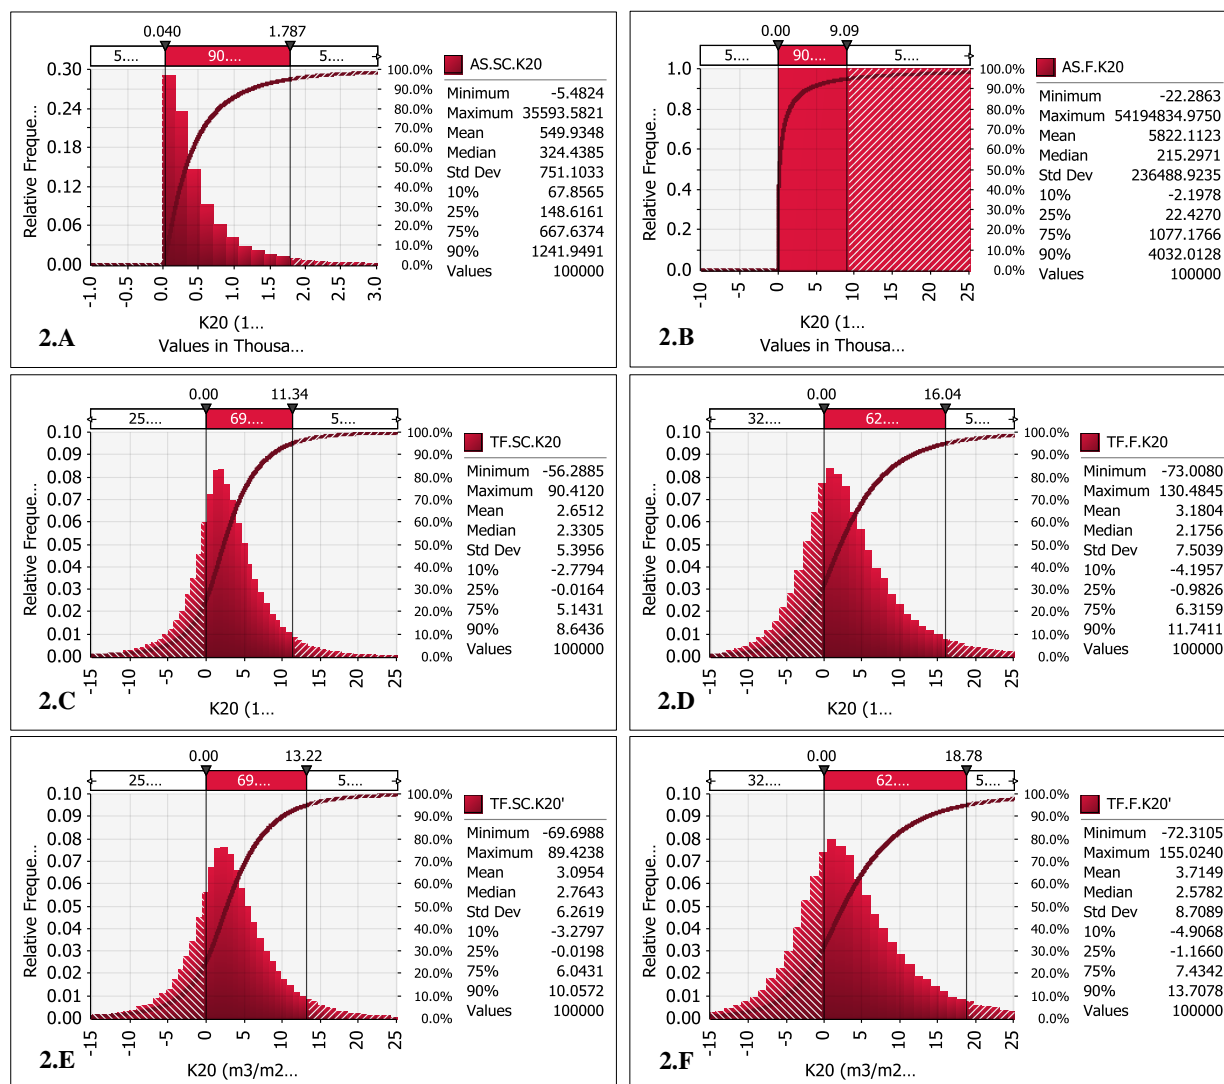 0.040 1.787
5.... 90.... 5....
AS.SC.K20
Relative Freque...
0.30
0.24
0.18
0.12
0.06
0.00
100.0%
90.0%
80.0%
70.0%
60.0%
50.0%
40.0%
30.0%
20.0%
10.0%
0.0%
-1.0 -0.5 0.0 0.5 1.0 1.5 2.0 2.5 3.0
K20 (1...
Values in Thousa...
2.A
Minimum -5.4824
Maximum 35593.5821
Mean 549.9348
Median 324.4385
Std Dev 751.1033
10% 67.8565
25% 148.6161
75% 667.6374
90% 1241.9491
Values 100000
0.00 9.09
5.... 90.... 5....
AS.F.K20
Relative Freque...
1.0
0.8
0.6
0.4
0.2
0.0
100.0%
90.0%
80.0%
70.0%
60.0%
50.0%
40.0%
30.0%
20.0%
10.0%
0.0%
-10 -5 0 5 10 15 20 25
K20 (1...
Values in Thousa...
2.B
Minimum -22.2863
Maximum 54194834.9750
Mean 5822.1123
Median 215.2971
Std Dev 236488.9235
10% -2.1978
25% 22.4270
75% 1077.1766
90% 4032.0128
Values 100000
0.00 11.34
25.... 69.... 5....
TF.SC.K20
Relative Freque...
0.10
0.09
0.08
0.07
0.06
0.05
0.04
0.03
0.02
0.01
0.00
100.0%
90.0%
80.0%
70.0%
60.0%
50.0%
40.0%
30.0%
20.0%
10.0%
0.0%
-15 -10 -5 0 5 10 15 20 25
K20 (1...
2.C
Minimum -56.2885
Maximum 90.4120
Mean 2.6512
Median 2.3305
Std Dev 5.3956
10% -2.7794
25% -0.0164
75% 5.1431
90% 8.6436
Values 100000
0.00 16.04
32.... 62.... 5....
TF.F.K20
Relative Freque...
0.10
0.09
0.08
0.07
0.06
0.05
0.04
0.03
0.02
0.01
0.00
100.0%
90.0%
80.0%
70.0%
60.0%
50.0%
40.0%
30.0%
20.0%
10.0%
0.0%
-15 -10 -5 0 5 10 15 20 25
K20 (1...
2.D
Minimum -73.0080
Maximum 130.4845
Mean 3.1804
Median 2.1756
Std Dev 7.5039
10% -4.1957
25% -0.9826
75% 6.3159
90% 11.7411
Values 100000
0.00 13.22
25.... 69.... 5....
TF.SC.K20'
Relative Freque...
0.10
0.09
0.08
0.07
0.06
0.05
0.04
0.03
0.02
0.01
0.00
100.0%
90.0%
80.0%
70.0%
60.0%
50.0%
40.0%
30.0%
20.0%
10.0%
0.0%
-15 -10 -5 0 5 10 15 20 25
K20 (m3/m2...
2.E
Minimum -69.6988
Maximum 89.4238
Mean 3.0954
Median 2.7643
Std Dev 6.2619
10% -3.2797
25% -0.0198
75% 6.0431
90% 10.0572
Values 100000
0.00 18.78
32.... 62.... 5....
TF.F.K20'
Relative Freque...
0.10
0.09
0.08
0.07
0.06
0.05
0.04
0.03
0.02
0.01
0.00
100.0%
90.0%
80.0%
70.0%
60.0%
50.0%
40.0%
30.0%
20.0%
10.0%
0.0%
-15 -10 -5 0 5 10 15 20 25
K20 (m3/m2...
2.F
Minimum -72.3105
Maximum 155.0240
Mean 3.7149
Median 2.5782
Std Dev 8.7089
10% -4.9068
25% -1.1660
75% 7.4342
90% 13.7078
Values 100000